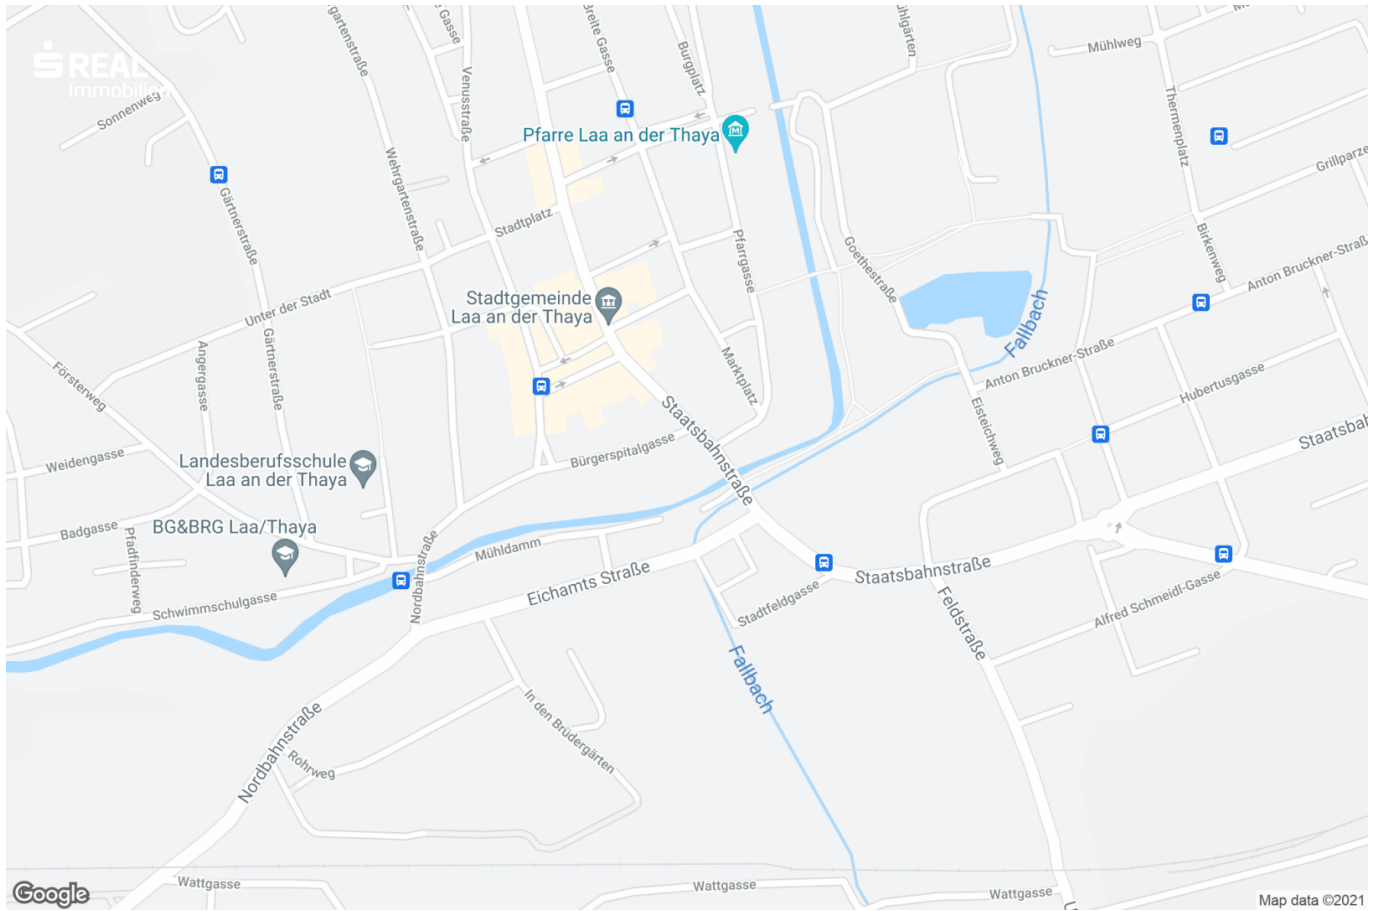 REAL
Immobilien
Sonnenweg
Wehrgartenstraße
Gasse
Venusstraße
Breite Gasse
Burgplatz
Mühlweg
Thermenplatz
Pfarre Laa an der Thaya
Grillparze
Gärtnerstraße
Stadtplatz
Pfarrgasse
Goethestraße
Birkenweg
Anton Bruckner-Straß
Unter der Stadt
Stadtgemeinde
Laa an der Thaya
Fallbach
Gärtnerstraße
Angergasse
Försterweg
Marktplatz
Anton Bruckner-Straße
Hubertusgasse
Eisteichweg
Staatsbahnstraße
Staatsbah
Bürgerspitalgasse
Weidengasse
Landesberufsschule
Laa an der Thaya
Badgasse
BG&BRG Laa/Thaya
Pfadfinderweg
Mühldamm
Nordbahnstraße
Eichamts Straße
Staatsbahnstraße
Schwimmschulgasse
Stadtfeldgasse
Alfred Schmeidl-Gasse
Feldstraße
Fallbach
In den Brüdergärten
Nordbahnstraße
Rohrweg
Wattgasse
Wattgasse
Wattgasse
Google
Map data ©2021